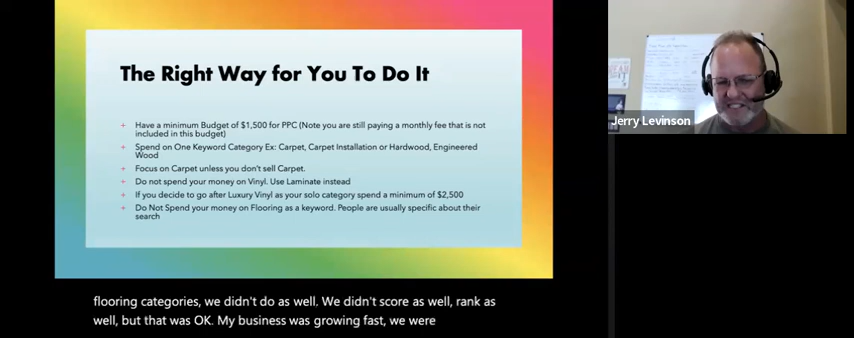 The Right Way for You To Do It
+ Have a minimum Budget of $1,500 for PPC (Note you are still paying a monthly fee that is not
included in this budget)
+ Spend on One Keyword Category Ex: Carpet, Carpet Installation or Hardwood, Engineered
Wood
+ Focus on Carpet unless you don't sell Carpet.
+ Do not spend your money on Vinyl. Use Laminate instead
+ If you decide to go after Luxury Vinyl as your solo category spend a minimum of $2,500
+ Do Not Spend your money on Flooring as a keyword. People are usually specific about their
search
Jerry Levinson
flooring categories, we didn't do as well. We didn't score as well, rank as
well, but that was OK. My business was growing fast, we were